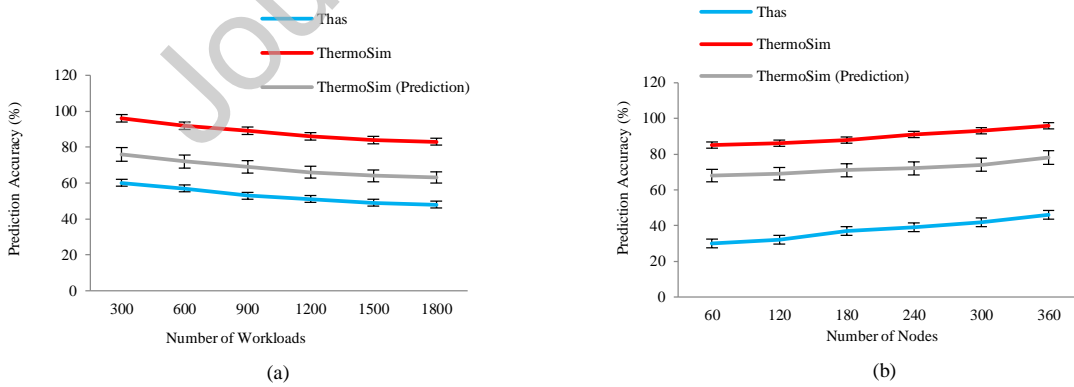 Jou
Thas
ThermoSim
ThermoSim (Prediction)
120
100
80
60
40
20
0
Prediction Accuracy (%)
300 600 900 1200 1500 1800
Number of Workloads
(a)
Thas
ThermoSim
ThermoSim (Prediction)
120
100
80
60
40
20
0
Prediction Accuracy (%)
60 120 180 240 300 360
Number of Nodes
(b)